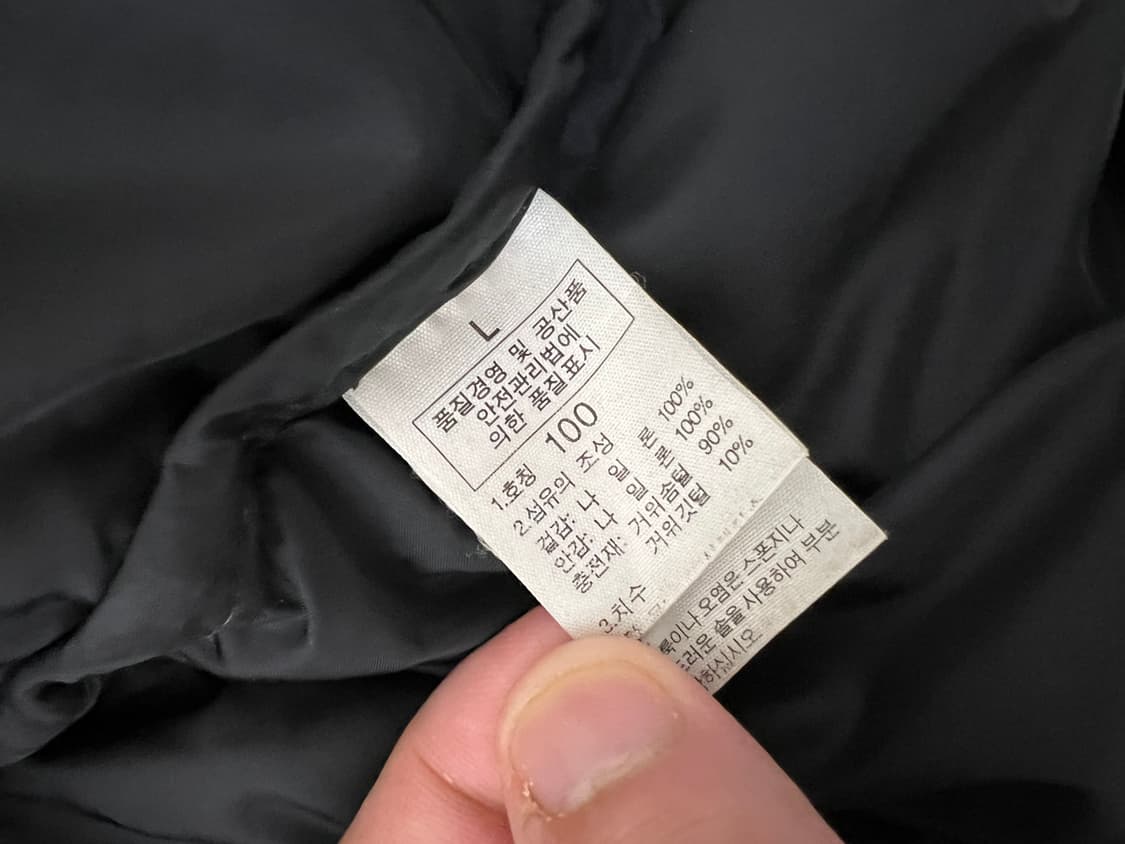 L
품질경영 및 공산품
안전관리법에
의한 품질표시
1.호칭 100
2.섬유의 조성
겉감: 나 일 론 100%
안감: 나 일 론 100%
충전재: 거위솜털 90%
거위깃털 10%
3.치수
룩이나 오염은 스폰지나
러운 솔을 사용하여 부분
하십시오